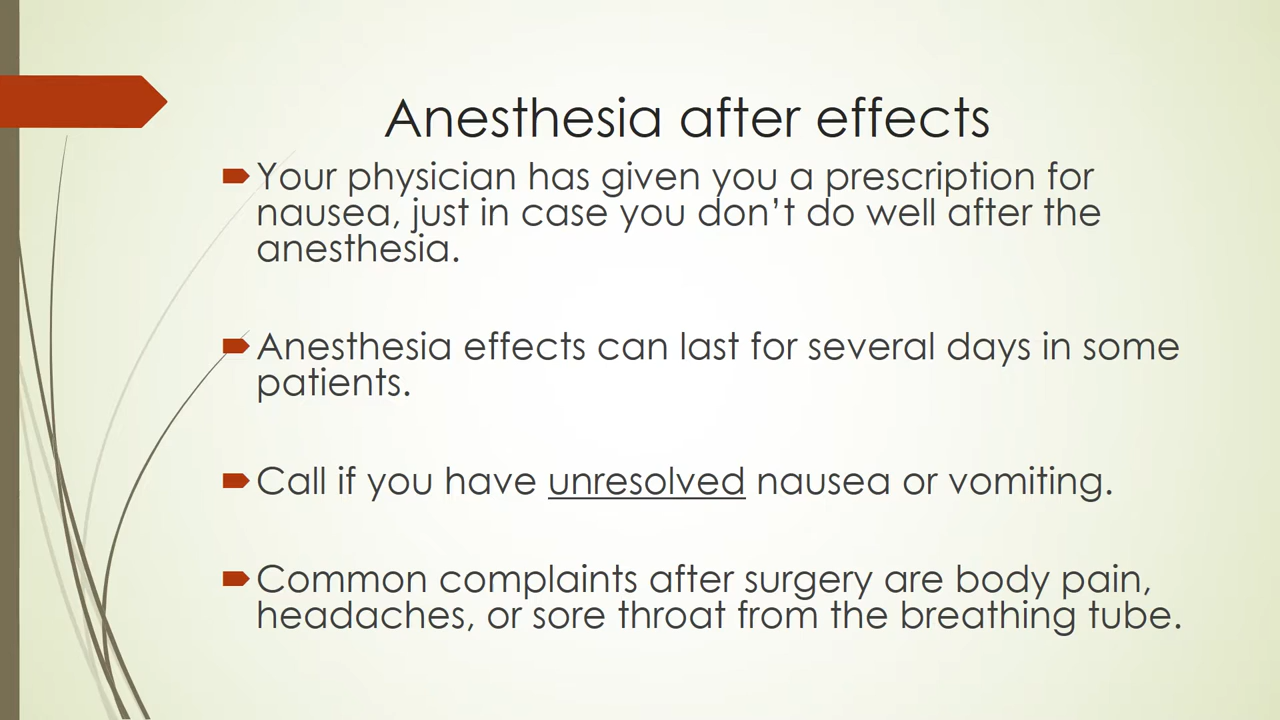 Anesthesia after effects
Your physician has given you a prescription for
nausea, just in case you don’t do well after the
anesthesia.
Anesthesia effects can last for several days in some
patients.
Call if you have unresolved nausea or vomiting.
Common complaints after surgery are body pain,
headaches, or sore throat from the breathing tube.